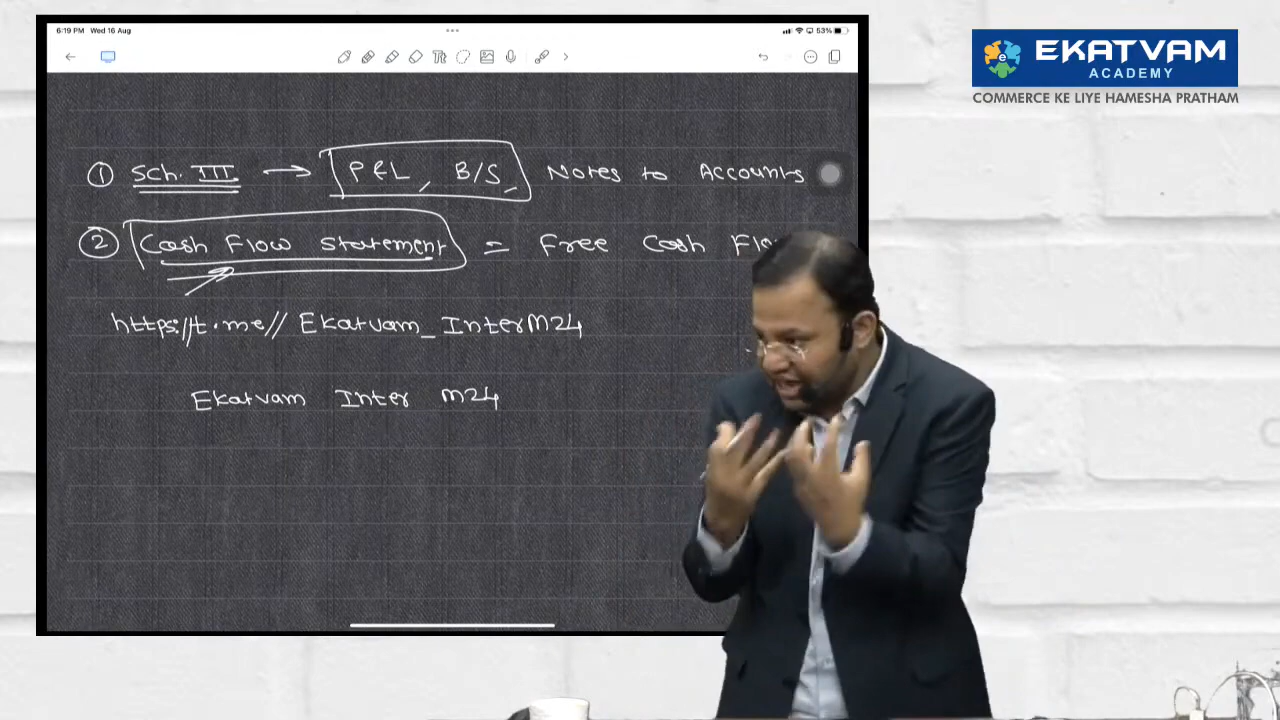 6:19 PM Wed 16 Aug
53%
EKATVAM
ACADEMY
COMMERCE KE LIYE HAMESHA PRATHAM
① Sch. III → P&L, B/S, Notes to Accounts
② Cash Flow Statement = Free Cash
https://t.me// Ekatvam_InterM24
Ekatvam Inter M24